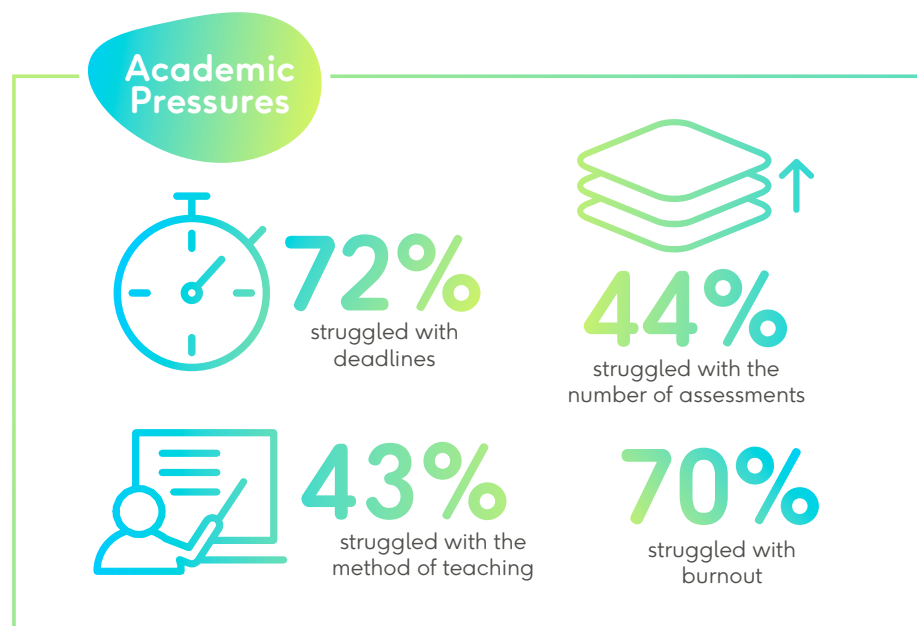 Academic
Pressures
72%
struggled with
deadlines
44%
struggled with the
number of assessments
43%
struggled with the
method of teaching
70%
struggled with
burnout